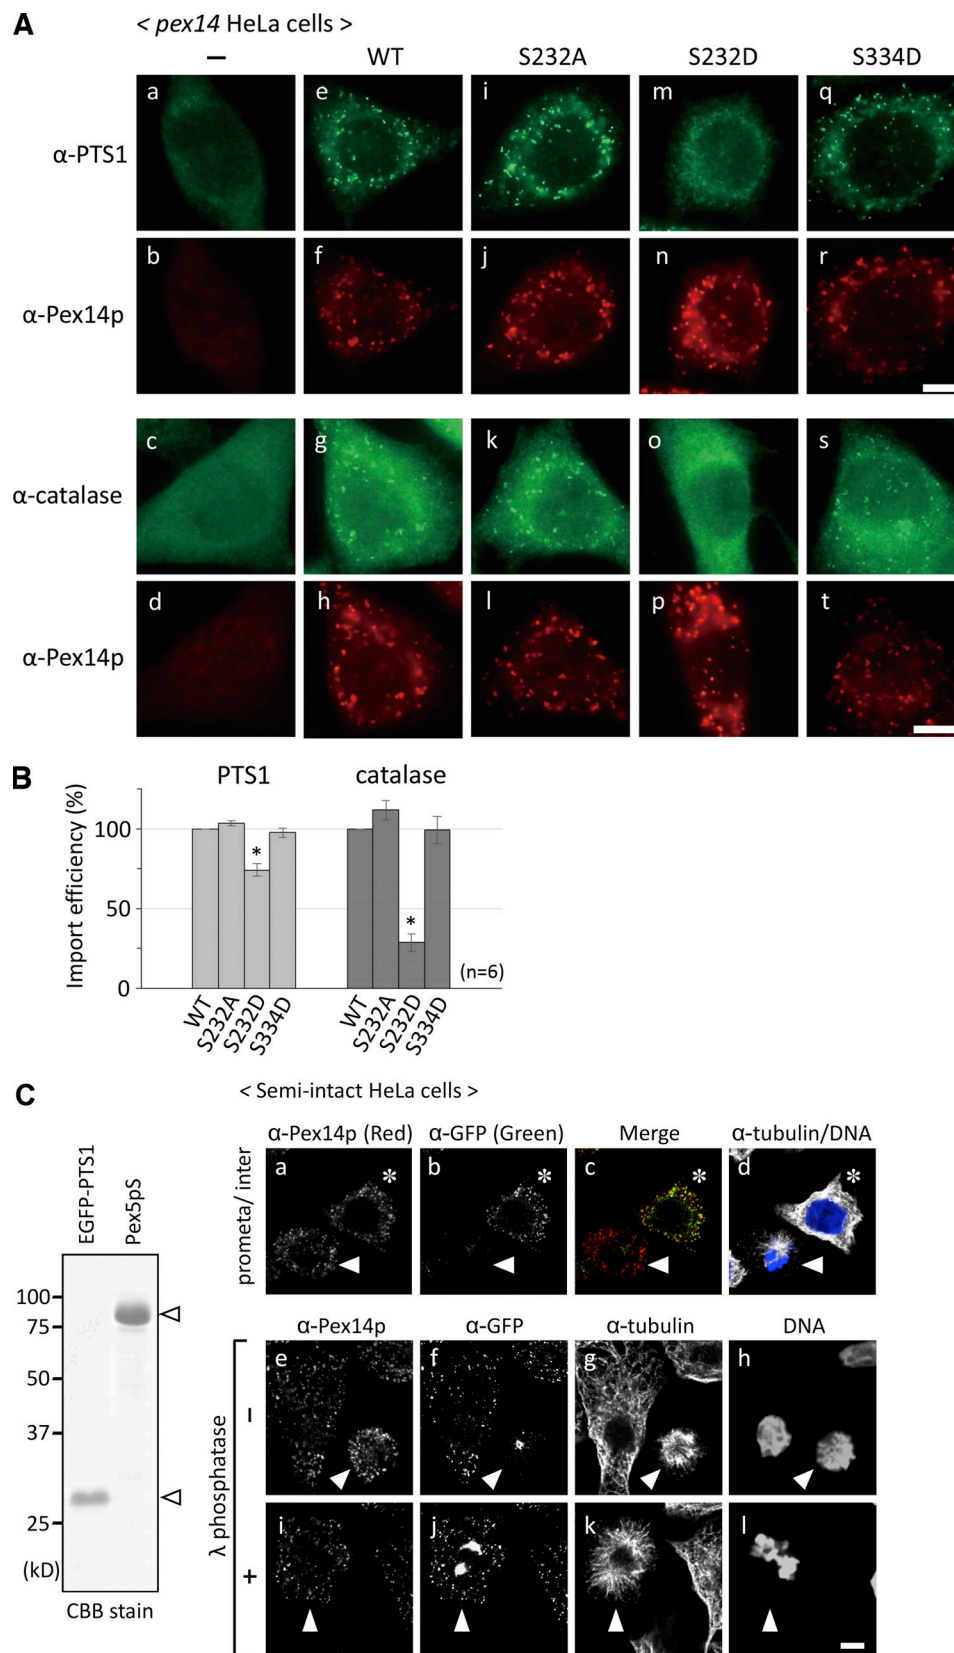 A
< pex14 HeLa cells >
– WT S232A S232D S334D
α-PTS1
a e i m q
α-Pex14p
b f j n r
α-catalase
c g k o s
α-Pex14p
d h l p t
B
PTS1 catalase
Import efficiency (%)
100
50
0
* *
(n=6)
WT S232A S232D S334D WT S232A S232D S334D
C
< Semi-intact HeLa cells >
EGFP-PTS1
Pex5pS
100
75
50
37
25
(kD)
CBB stain
α-Pex14p (Red) α-GFP (Green) Merge α-tubulin/DNA
prometa/ inter
a * b * c * d *
α-Pex14p α-GFP α-tubulin DNA
λ phosphatase
–
e f g h
+
i j k l